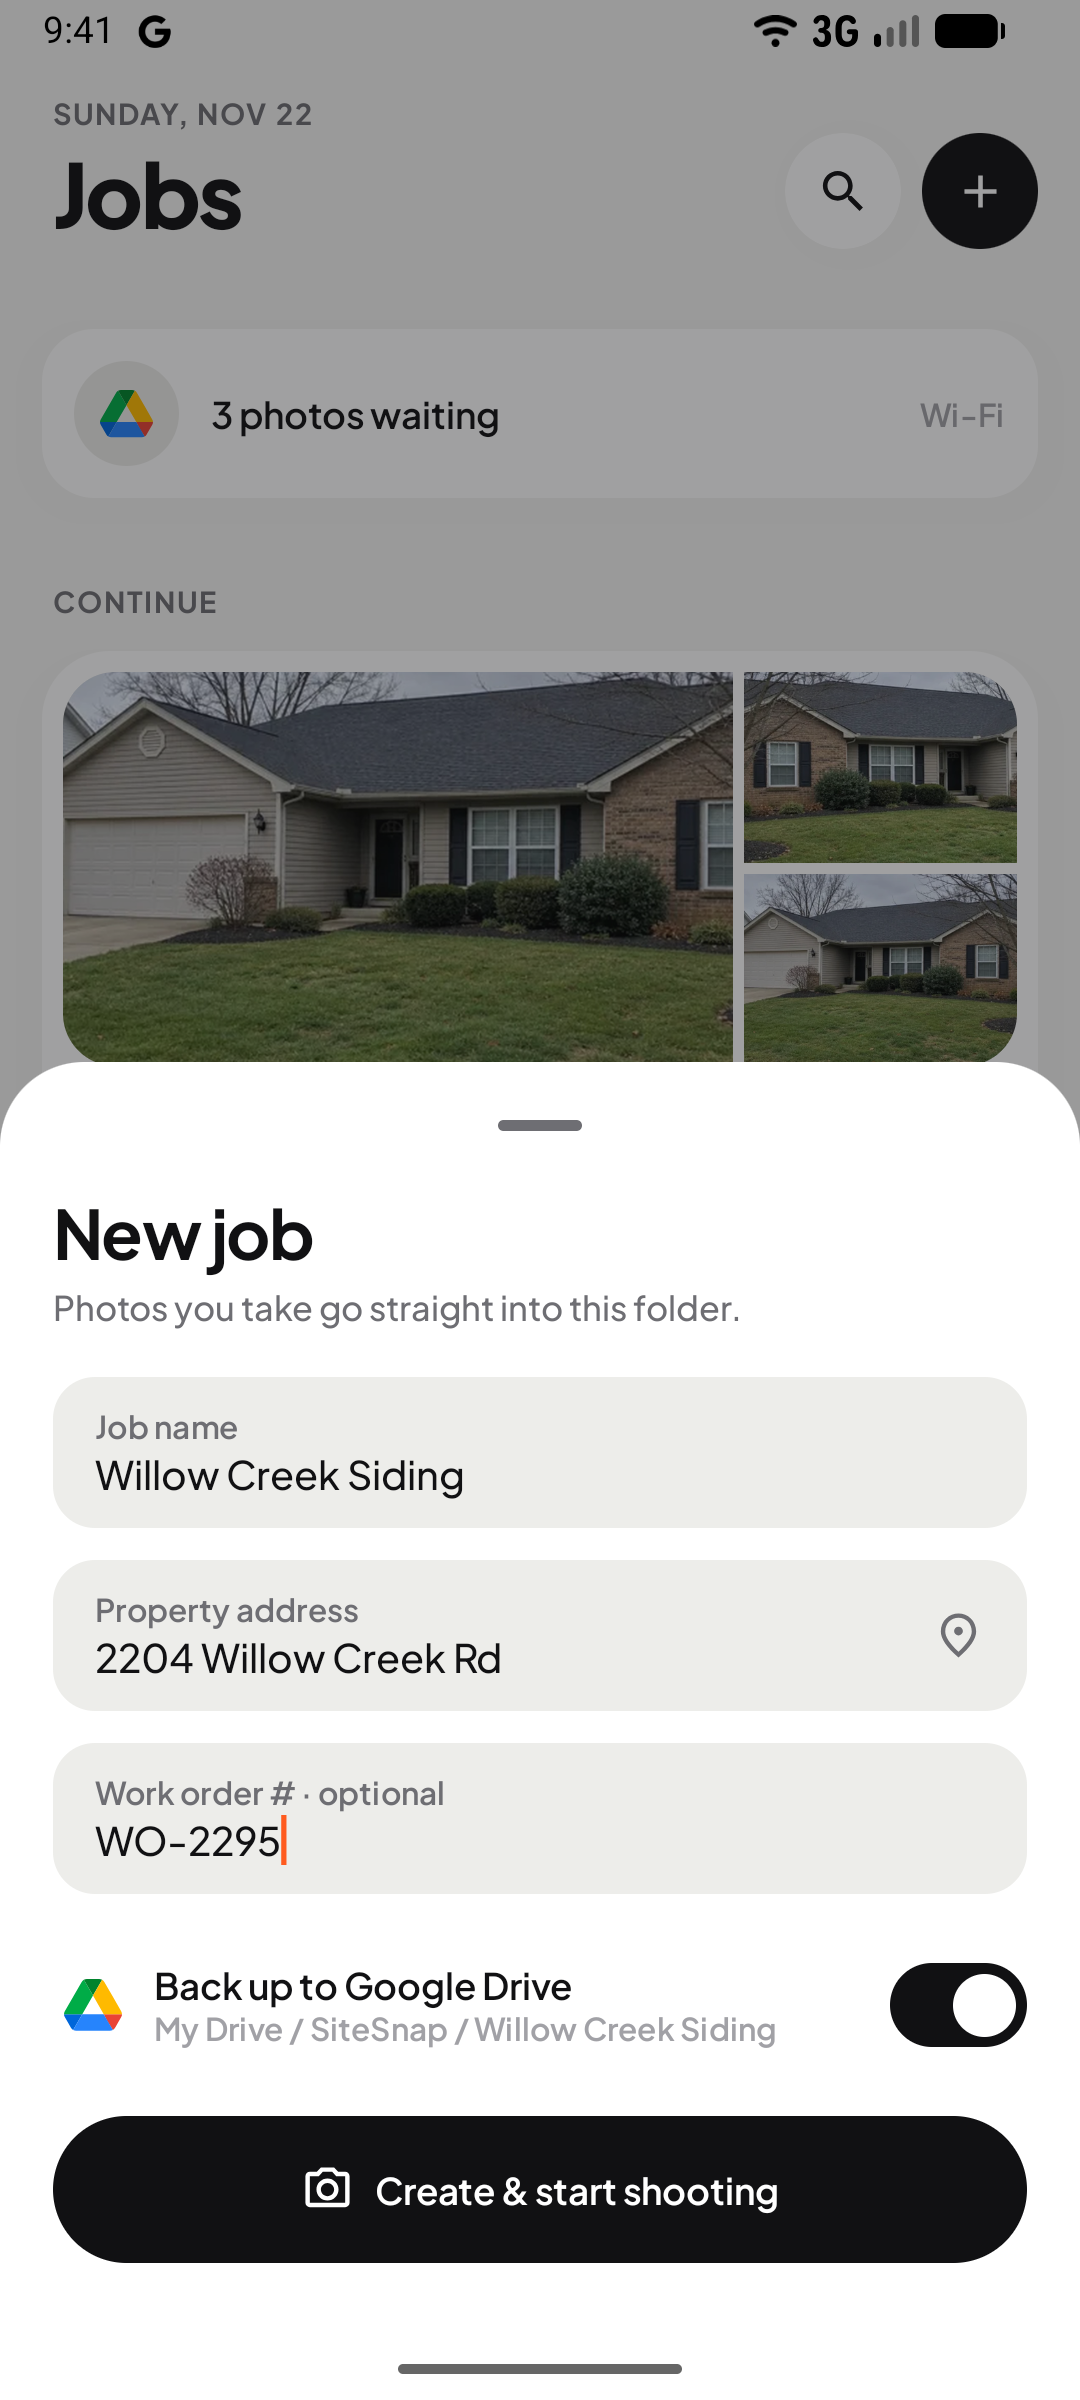 9:41
3G
SUNDAY, NOV 22
Jobs
3 photos waiting
Wi-Fi
CONTINUE
New job
Photos you take go straight into this folder.
Job name
Willow Creek Siding
Property address
2204 Willow Creek Rd
Work order # · optional
WO-2295
Back up to Google Drive
My Drive / SiteSnap / Willow Creek Siding
Create & start shooting